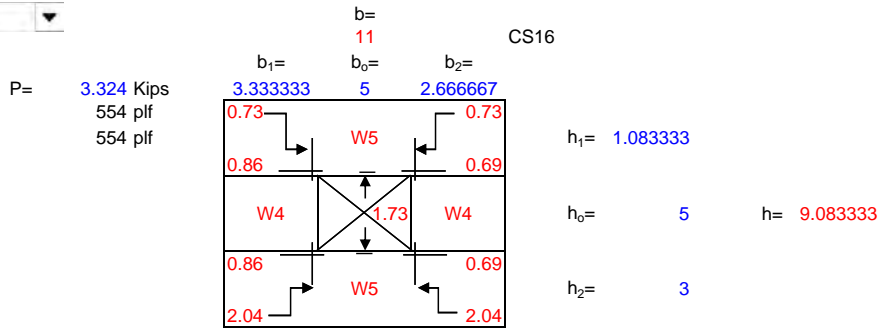 b=
11 CS16
b₁= bₒ= b₂=
P= 3.324 Kips 3.333333 5 2.666667
554 plf 0.73 0.73
554 plf W5 h₁= 1.083333
0.86 0.69
W4 1.73 W4 hₒ= 5 h= 9.083333
0.86 0.69
W5 h₂= 3
2.04 2.04